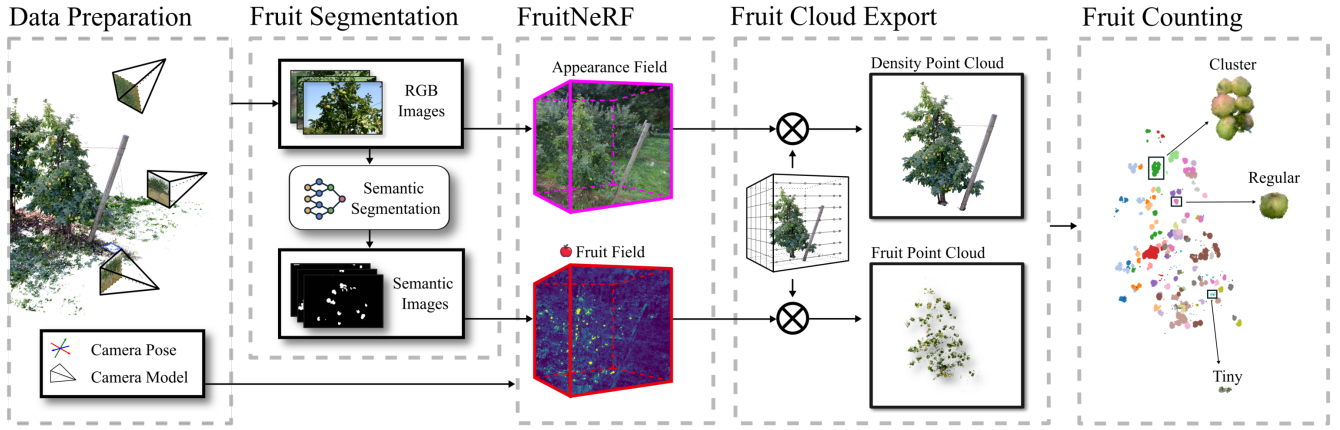 Data Preparation
Fruit Segmentation
FruitNeRF
Fruit Cloud Export
Fruit Counting
RGB
Images
Semantic
Segmentation
Semantic
Images
Camera Pose
Camera Model
Appearance Field
Fruit Field
Density Point Cloud
Fruit Point Cloud
Cluster
Regular
Tiny